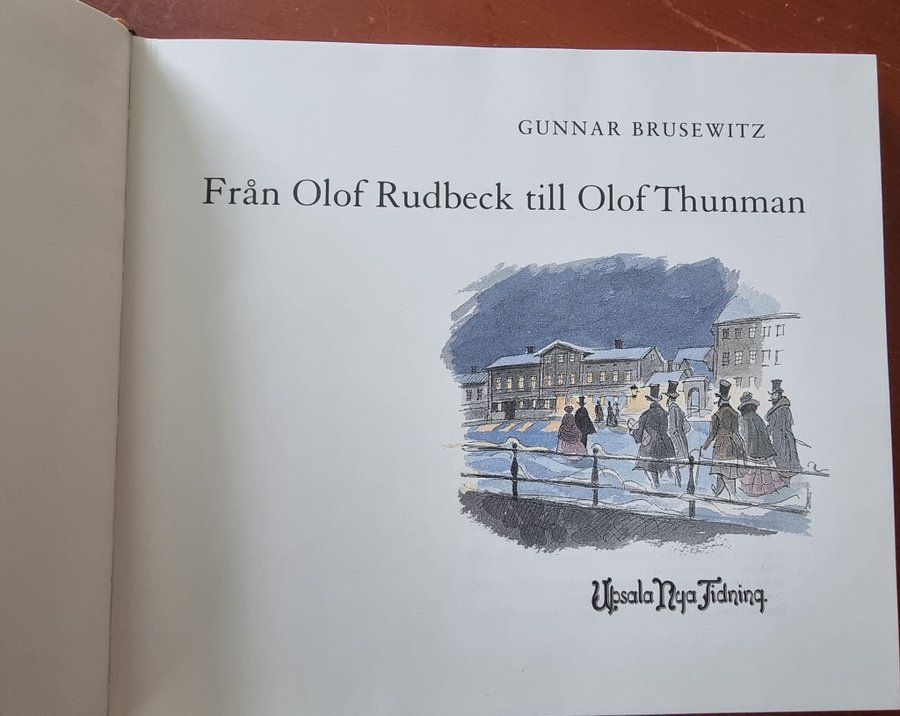 GUNNAR BRUSEWITZ
Från Olof Rudbeck till Olof Thunman
Upsala Nya Tidning.